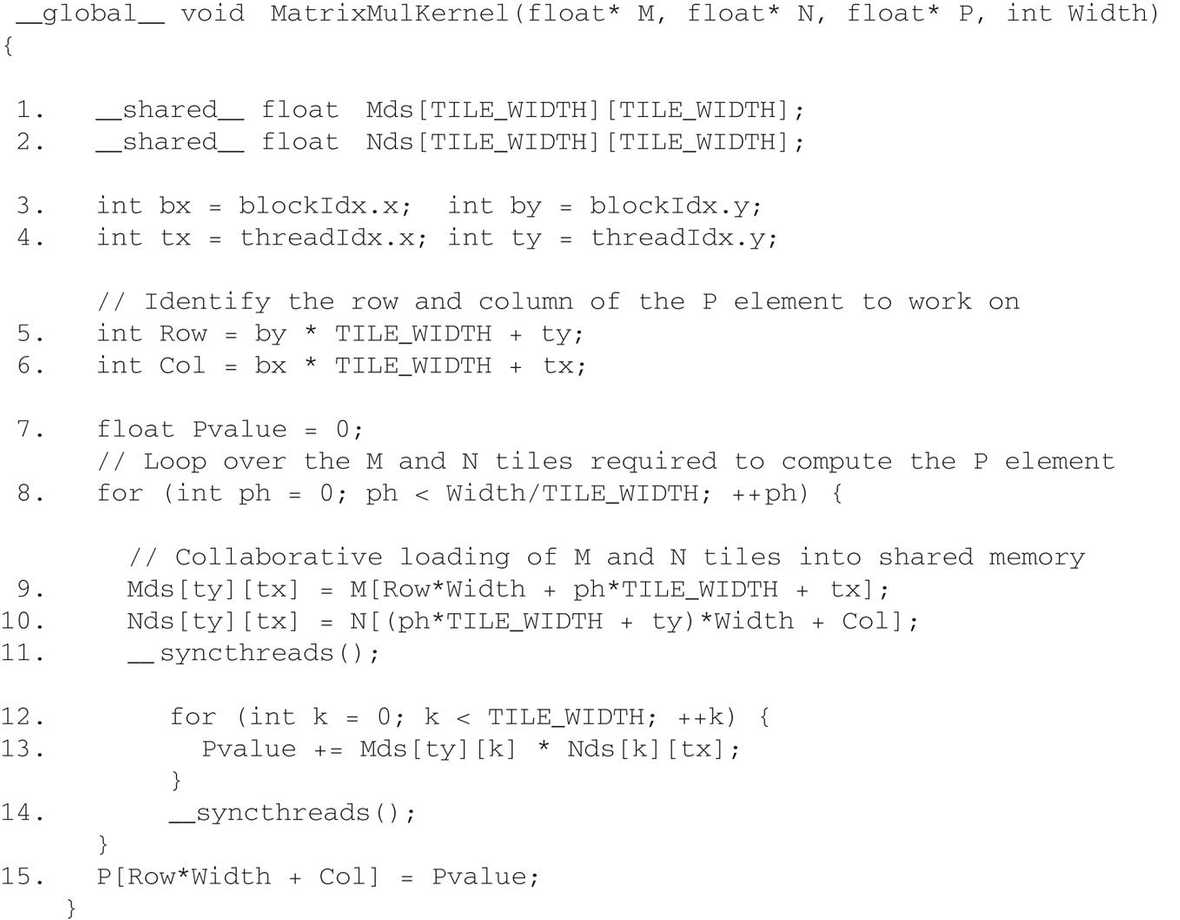 __global__ void MatrixMulKernel(float* M, float* N, float* P, int Width)
{
1. __shared__ float Mds[TILE_WIDTH][TILE_WIDTH];
2. __shared__ float Nds[TILE_WIDTH][TILE_WIDTH];
3. int bx = blockIdx.x; int by = blockIdx.y;
4. int tx = threadIdx.x; int ty = threadIdx.y;
// Identify the row and column of the P element to work on
5. int Row = by * TILE_WIDTH + ty;
6. int Col = bx * TILE_WIDTH + tx;
7. float Pvalue = 0;
// Loop over the M and N tiles required to compute the P element
8. for (int ph = 0; ph < Width/TILE_WIDTH; ++ph) {
// Collaborative loading of M and N tiles into shared memory
9. Mds[ty][tx] = M[Row*Width + ph*TILE_WIDTH + tx];
10. Nds[ty][tx] = N[(ph*TILE_WIDTH + ty)*Width + Col];
11. __syncthreads();
12. for (int k = 0; k < TILE_WIDTH; ++k) {
13. Pvalue += Mds[ty][k] * Nds[k][tx];
}
14. __syncthreads();
}
15. P[Row*Width + Col] = Pvalue;
}